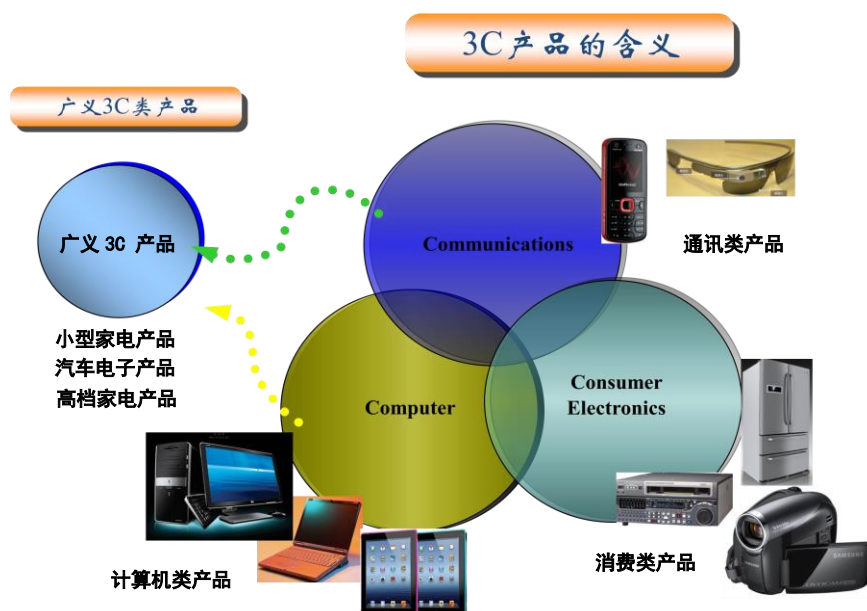 3C产品的含义
广义3C类产品
广义 3C 产品
小型家电产品
汽车电子产品
高档家电产品
Communications
通讯类产品
Computer
计算机类产品
Consumer
Electronics
消费类产品
SAMSUNG